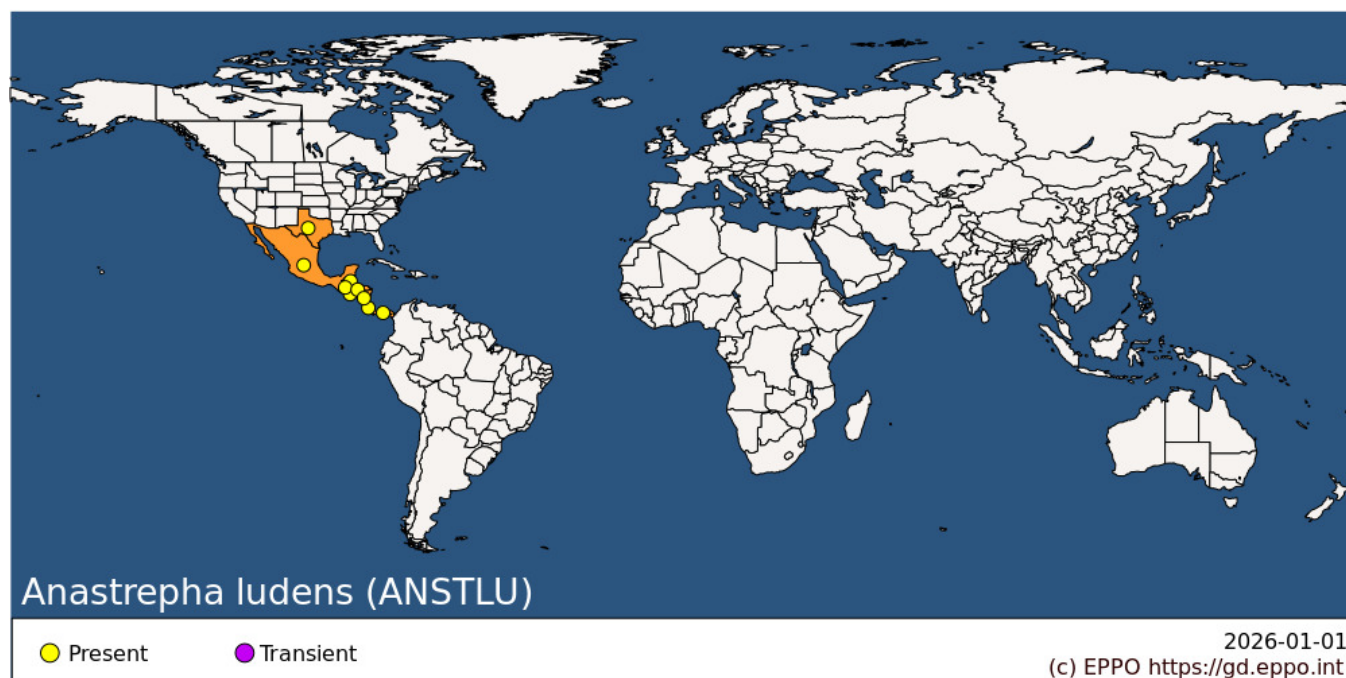 Anastrepha ludens (ANSTLU)
Present
Transient
2026-01-01
(c) EPPO https://gd.eppo.int